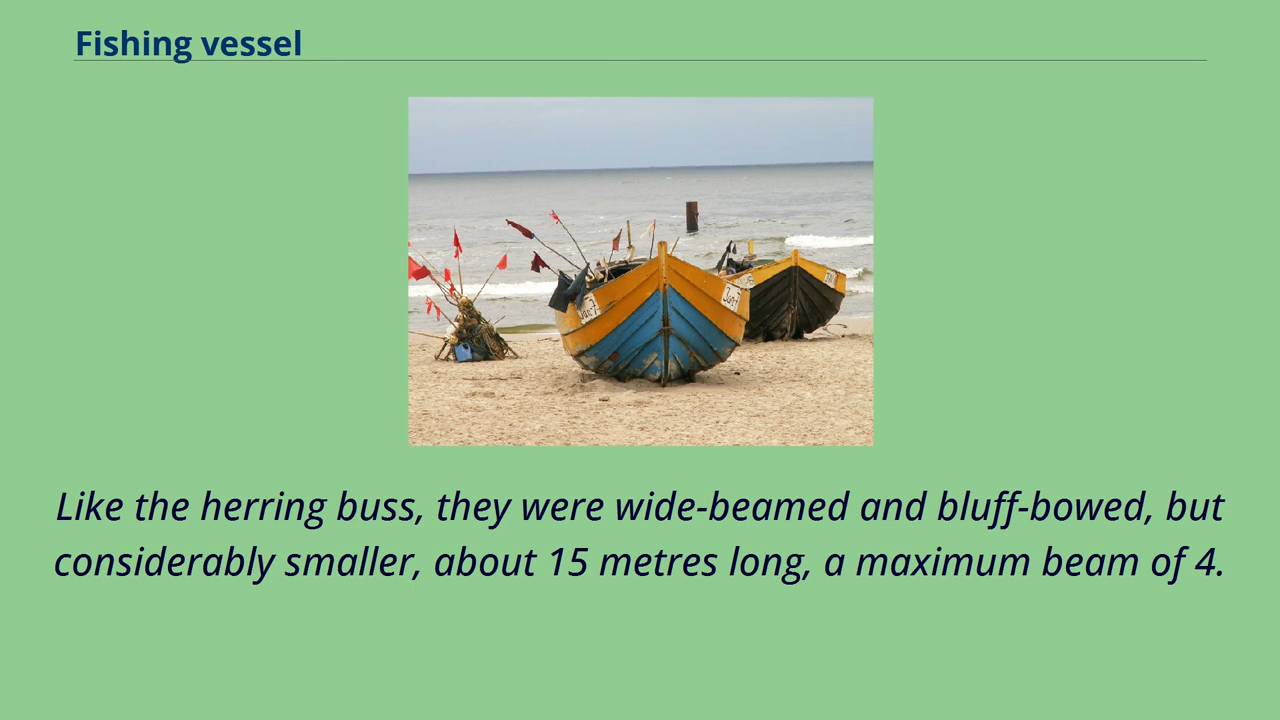 Fishing vessel
Like the herring buss, they were wide-beamed and bluff-bowed, but
considerably smaller, about 15 metres long, a maximum beam of 4.